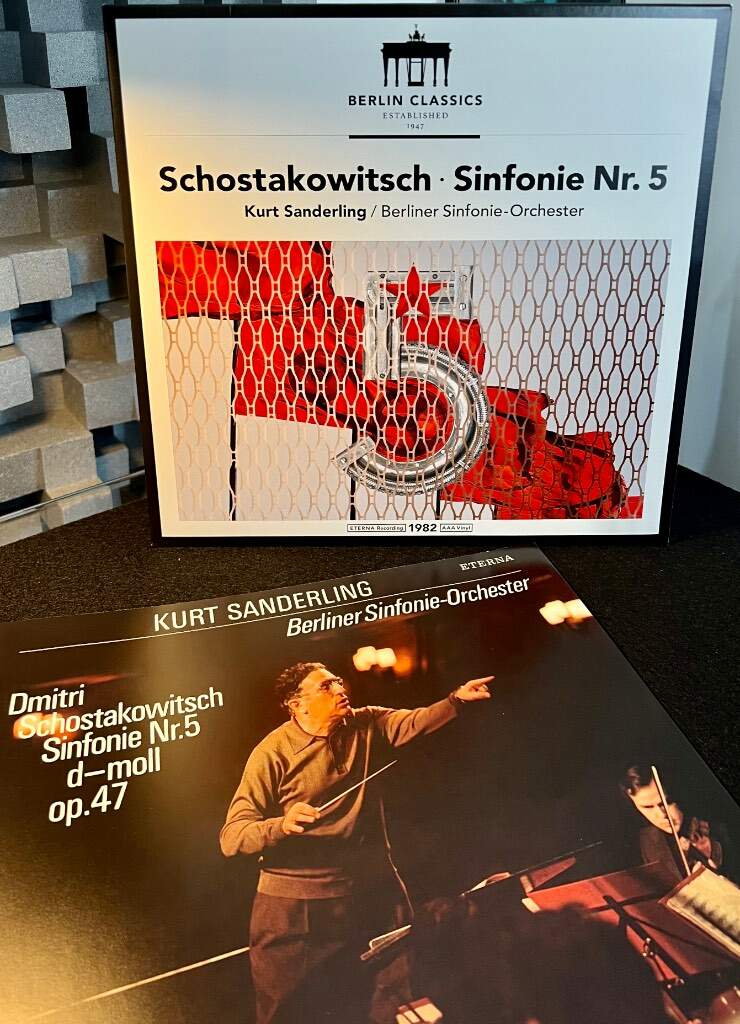 BERLIN CLASSICS
ESTABLISHED
1947
Schostakowitsch · Sinfonie Nr. 5
Kurt Sanderling / Berliner Sinfonie-Orchester
5
ETERNA Recording 1982 AAA Vinyl
ETERNA
KURT SANDERLING
Berliner Sinfonie-Orchester
Dmitri
Schostakowitsch
Sinfonie Nr.5
d–moll
op.47